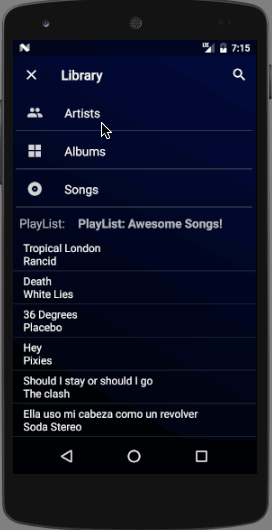 7:15
Library
Artists
Albums
Songs
PlayList: PlayList: Awesome Songs!
Tropical London
Rancid
Death
White Lies
36 Degrees
Placebo
Hey
Pixies
Should I stay or should I go
The clash
Ella uso mi cabeza como un revolver
Soda Stereo